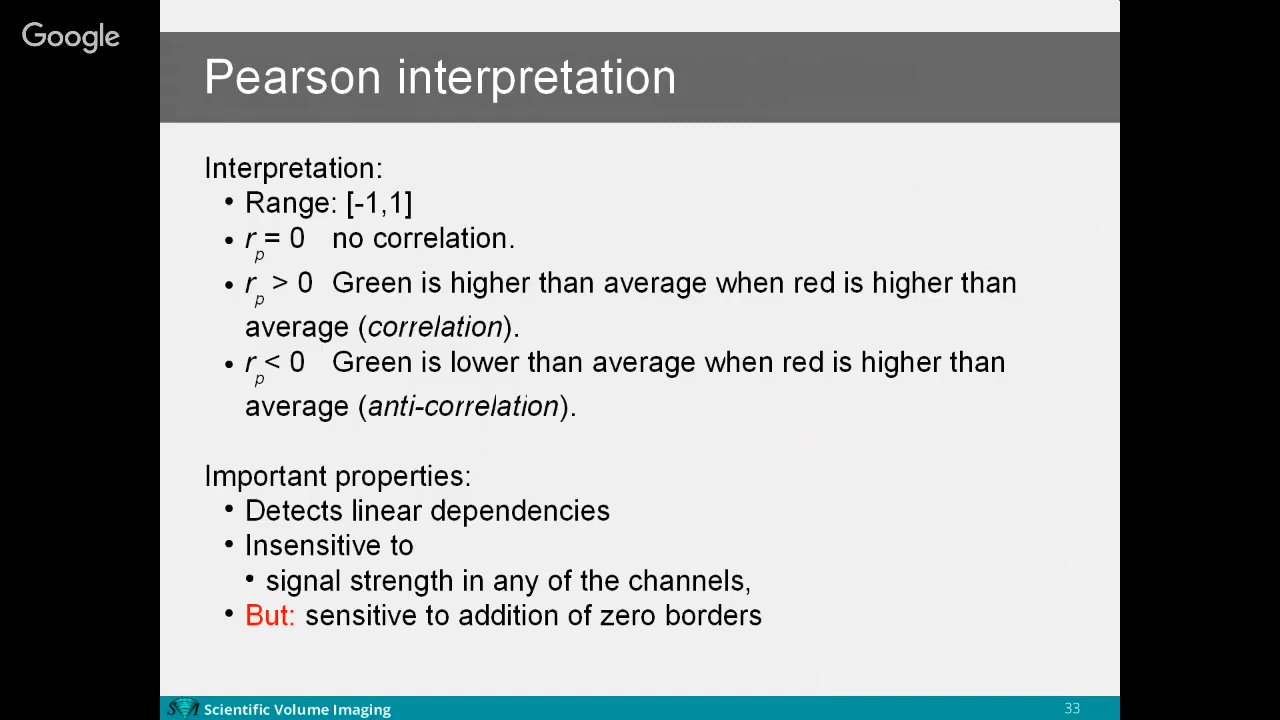 Google
Pearson interpretation
Interpretation:
• Range: [-1,1]
• rp = 0 no correlation.
• rp > 0 Green is higher than average when red is higher than
average (correlation).
• rp < 0 Green is lower than average when red is higher than
average (anti-correlation).
Important properties:
• Detects linear dependencies
• Insensitive to
• signal strength in any of the channels,
• But: sensitive to addition of zero borders
SVI Scientific Volume Imaging
33